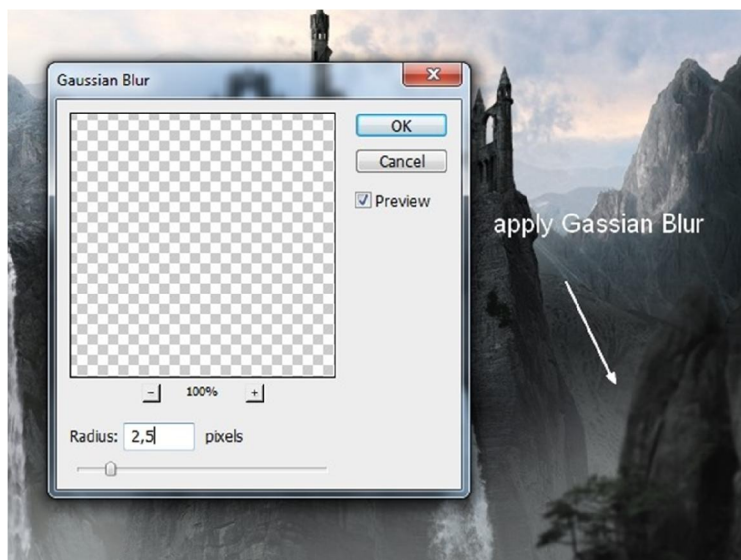 Gaussian Blur
OK
Cancel
Preview
apply Gassian Blur
- 100% +
Radius: 2,5 pixels